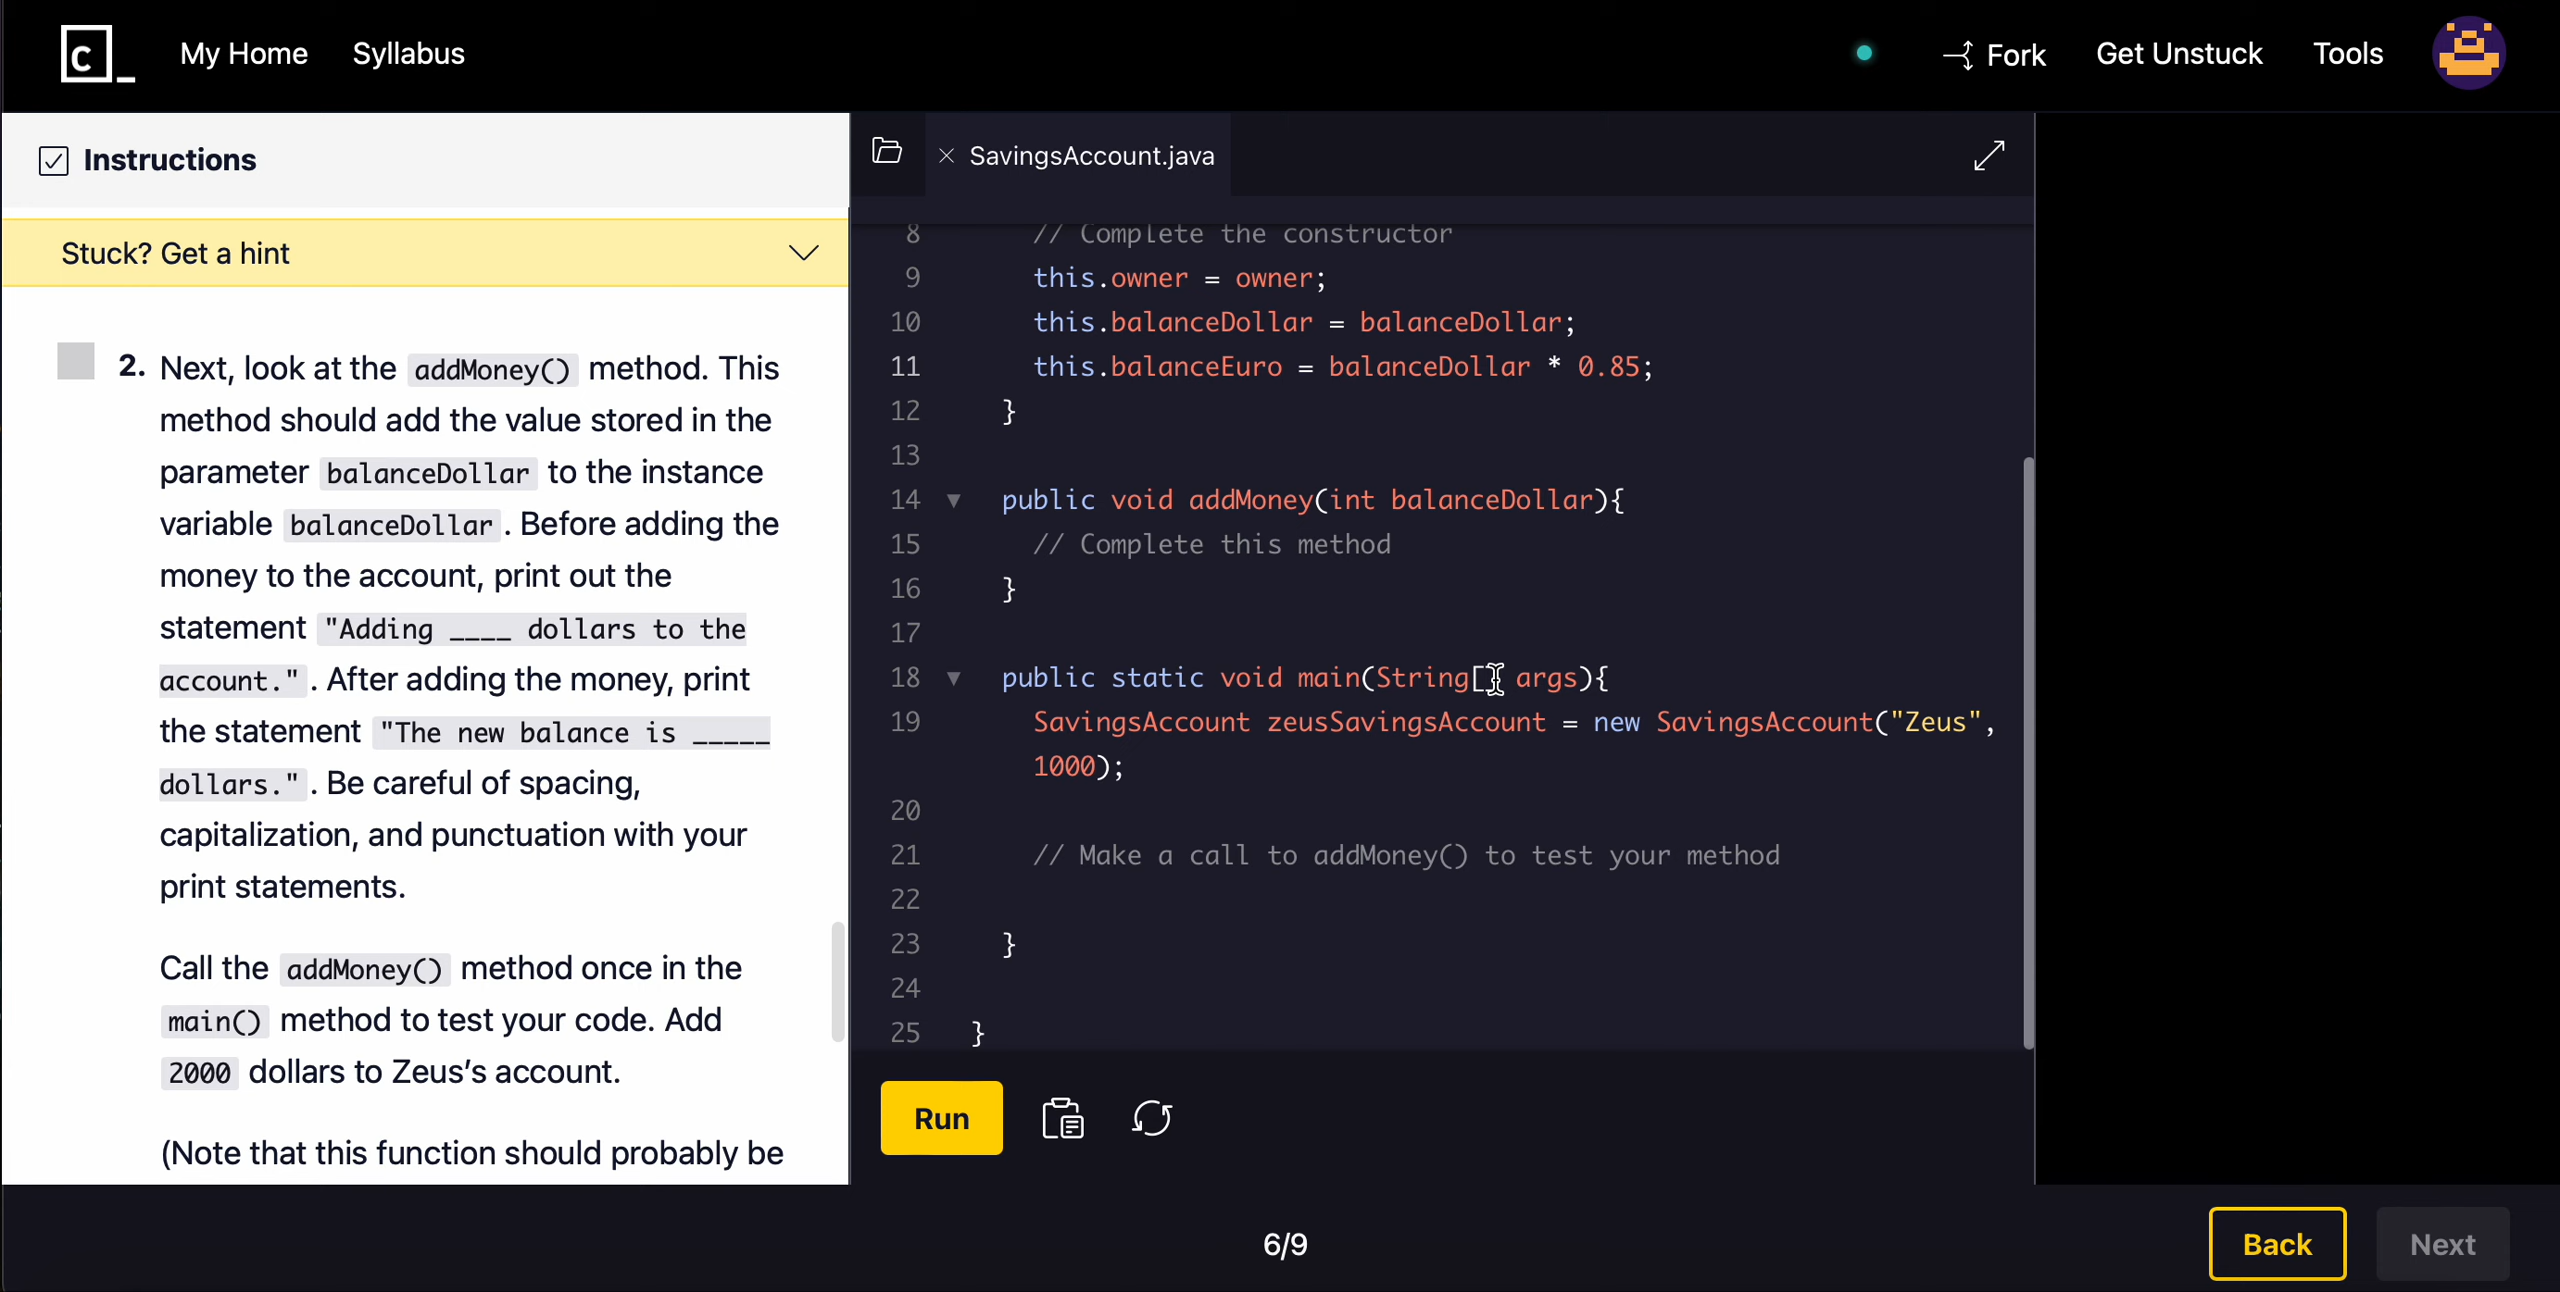 c_ My Home Syllabus Fork Get Unstuck Tools
Instructions
Stuck? Get a hint
2. Next, look at the addMoney() method. This
method should add the value stored in the
parameter balanceDollar to the instance
variable balanceDollar. Before adding the
money to the account, print out the
statement "Adding ____ dollars to the
account.". After adding the money, print
the statement "The new balance is _____
dollars.". Be careful of spacing,
capitalization, and punctuation with your
print statements.
Call the addMoney() method once in the
main() method to test your code. Add
2000 dollars to Zeus’s account.
(Note that this function should probably be
SavingsAccount.java
8 // Complete the constructor
9 this.owner = owner;
10 this.balanceDollar = balanceDollar;
11 this.balanceEuro = balanceDollar * 0.85;
12 }
13
14 public void addMoney(int balanceDollar){
15 // Complete this method
16 }
17
18 public static void main(String[] args){
19 SavingsAccount zeusSavingsAccount = new SavingsAccount("Zeus",
1000);
20
21 // Make a call to addMoney() to test your method
22
23 }
24
25 }
Run
6/9
Back Next